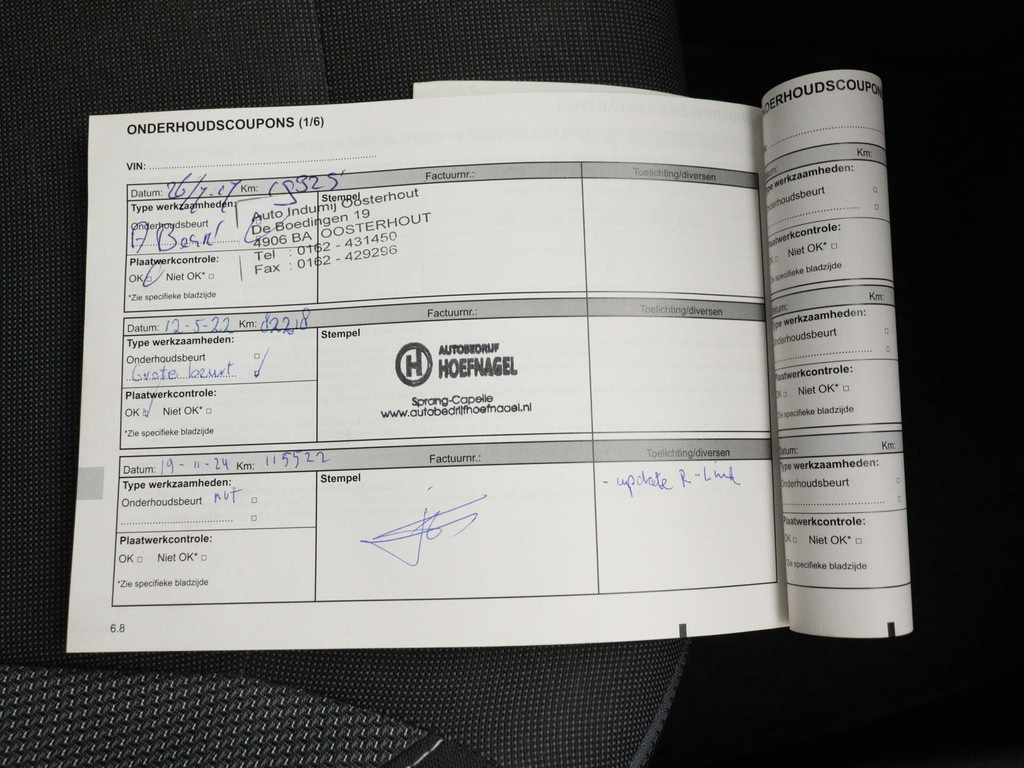 ONDERHOUDSCOUPONS (1/6)
VIN:
Datum: Km: Factuurnr.: Toelichting/diversen
Type werkzaamheden: Stempel
Onderhoudsbeurt
Auto Indumij Oosterhout
De Boedingen 19
4906 BA OOSTERHOUT
Tel : 0162 - 431450
Fax : 0162 - 429296
Plaatwerkcontrole:
OK Niet OK*
*Zie specifieke bladzijde
Datum: 12-5-22 Km: 82218 Factuurnr.: Toelichting/diversen
Type werkzaamheden: Stempel
Onderhoudsbeurt
Grote beurt
AUTOBEDRIJF
H HOEFNAGEL
Sprang-Capelle
www.autobedrijfhoefnagel.nl
Plaatwerkcontrole:
OK Niet OK*
*Zie specifieke bladzijde
Datum: 19-11-24 Km: 115522 Factuurnr.: Toelichting/diversen
Type werkzaamheden: Stempel
Onderhoudsbeurt
- update R-Link
Plaatwerkcontrole:
OK Niet OK*
*Zie specifieke bladzijde
6.8
ONDERHOUDSCOUPON
Km:
Type werkzaamheden:
Onderhoudsbeurt
Plaatwerkcontrole:
Niet OK*
Zie specifieke bladzijde
Datum: Km:
Type werkzaamheden:
Onderhoudsbeurt
Plaatwerkcontrole:
OK Niet OK*
Zie specifieke bladzijde
Datum: Km:
Type werkzaamheden:
Onderhoudsbeurt
Plaatwerkcontrole:
OK Niet OK*
Zie specifieke bladzijde